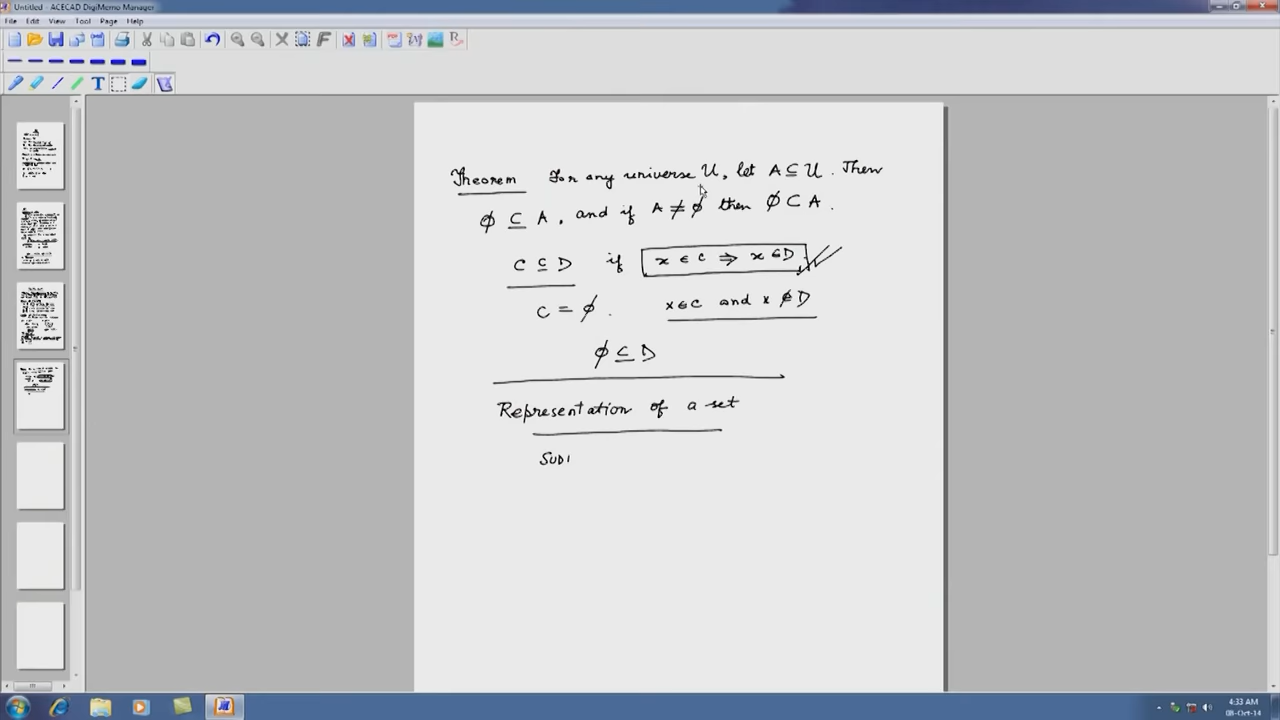 Untitled - ACECAD DigiMemo Manager
File Edit View Tool Page Help
Theorem For any universe U, let A ⊆ U. Then
ϕ ⊆ A, and if A ≠ ϕ then ϕ ⊂ A.
C ⊆ D if x ∈ C ⇒ x ∈ D,
C = ϕ. x ∈ C and x ∉ D
ϕ ⊆ D
Representation of a set
SUDI
4:33 AM
08-Oct-14